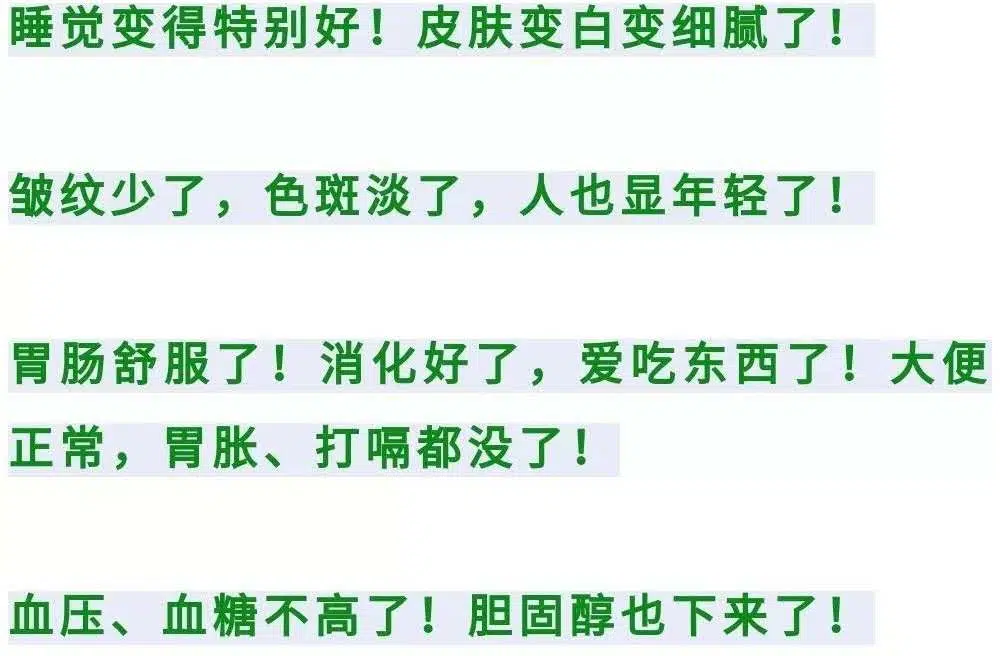 睡觉变得特别好！皮肤变白变细腻了！
皱纹少了，色斑淡了，人也显年轻了！
胃肠舒服了！消化好了，爱吃东西了！大便
正常，胃胀、打嗝都没了！
血压、血糖不高了！胆固醇也下来了！